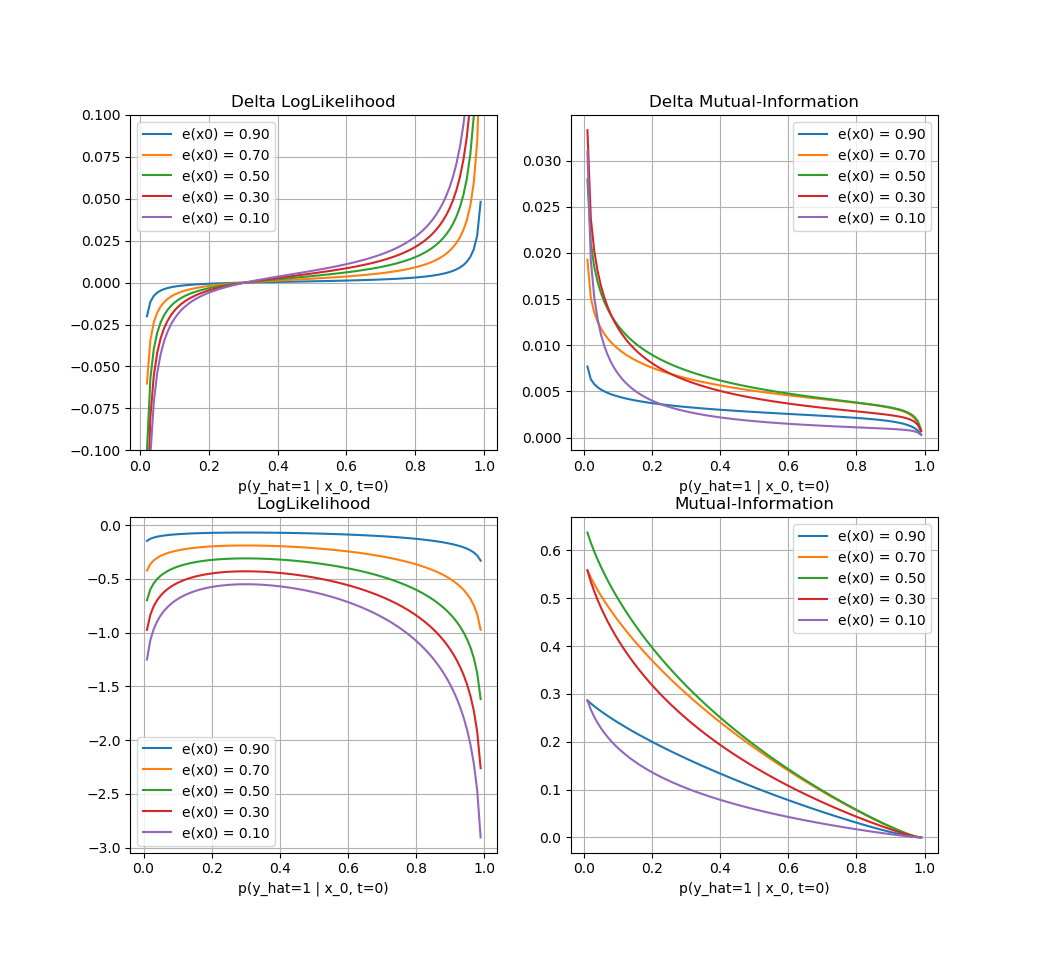 Delta LogLikelihood
0.100
0.075
0.050
0.025
0.000
−0.025
−0.050
−0.075
−0.100
e(x0) = 0.90
e(x0) = 0.70
e(x0) = 0.50
e(x0) = 0.30
e(x0) = 0.10
0.0 0.2 0.4 0.6 0.8 1.0
p(y_hat=1 | x_0, t=0)
Delta Mutual-Information
0.030
0.025
0.020
0.015
0.010
0.005
0.000
e(x0) = 0.90
e(x0) = 0.70
e(x0) = 0.50
e(x0) = 0.30
e(x0) = 0.10
0.0 0.2 0.4 0.6 0.8 1.0
p(y_hat=1 | x_0, t=0)
LogLikelihood
0.0
−0.5
−1.0
−1.5
−2.0
−2.5
−3.0
e(x0) = 0.90
e(x0) = 0.70
e(x0) = 0.50
e(x0) = 0.30
e(x0) = 0.10
0.0 0.2 0.4 0.6 0.8 1.0
p(y_hat=1 | x_0, t=0)
Mutual-Information
0.6
0.5
0.4
0.3
0.2
0.1
0.0
e(x0) = 0.90
e(x0) = 0.70
e(x0) = 0.50
e(x0) = 0.30
e(x0) = 0.10
0.0 0.2 0.4 0.6 0.8 1.0
p(y_hat=1 | x_0, t=0)